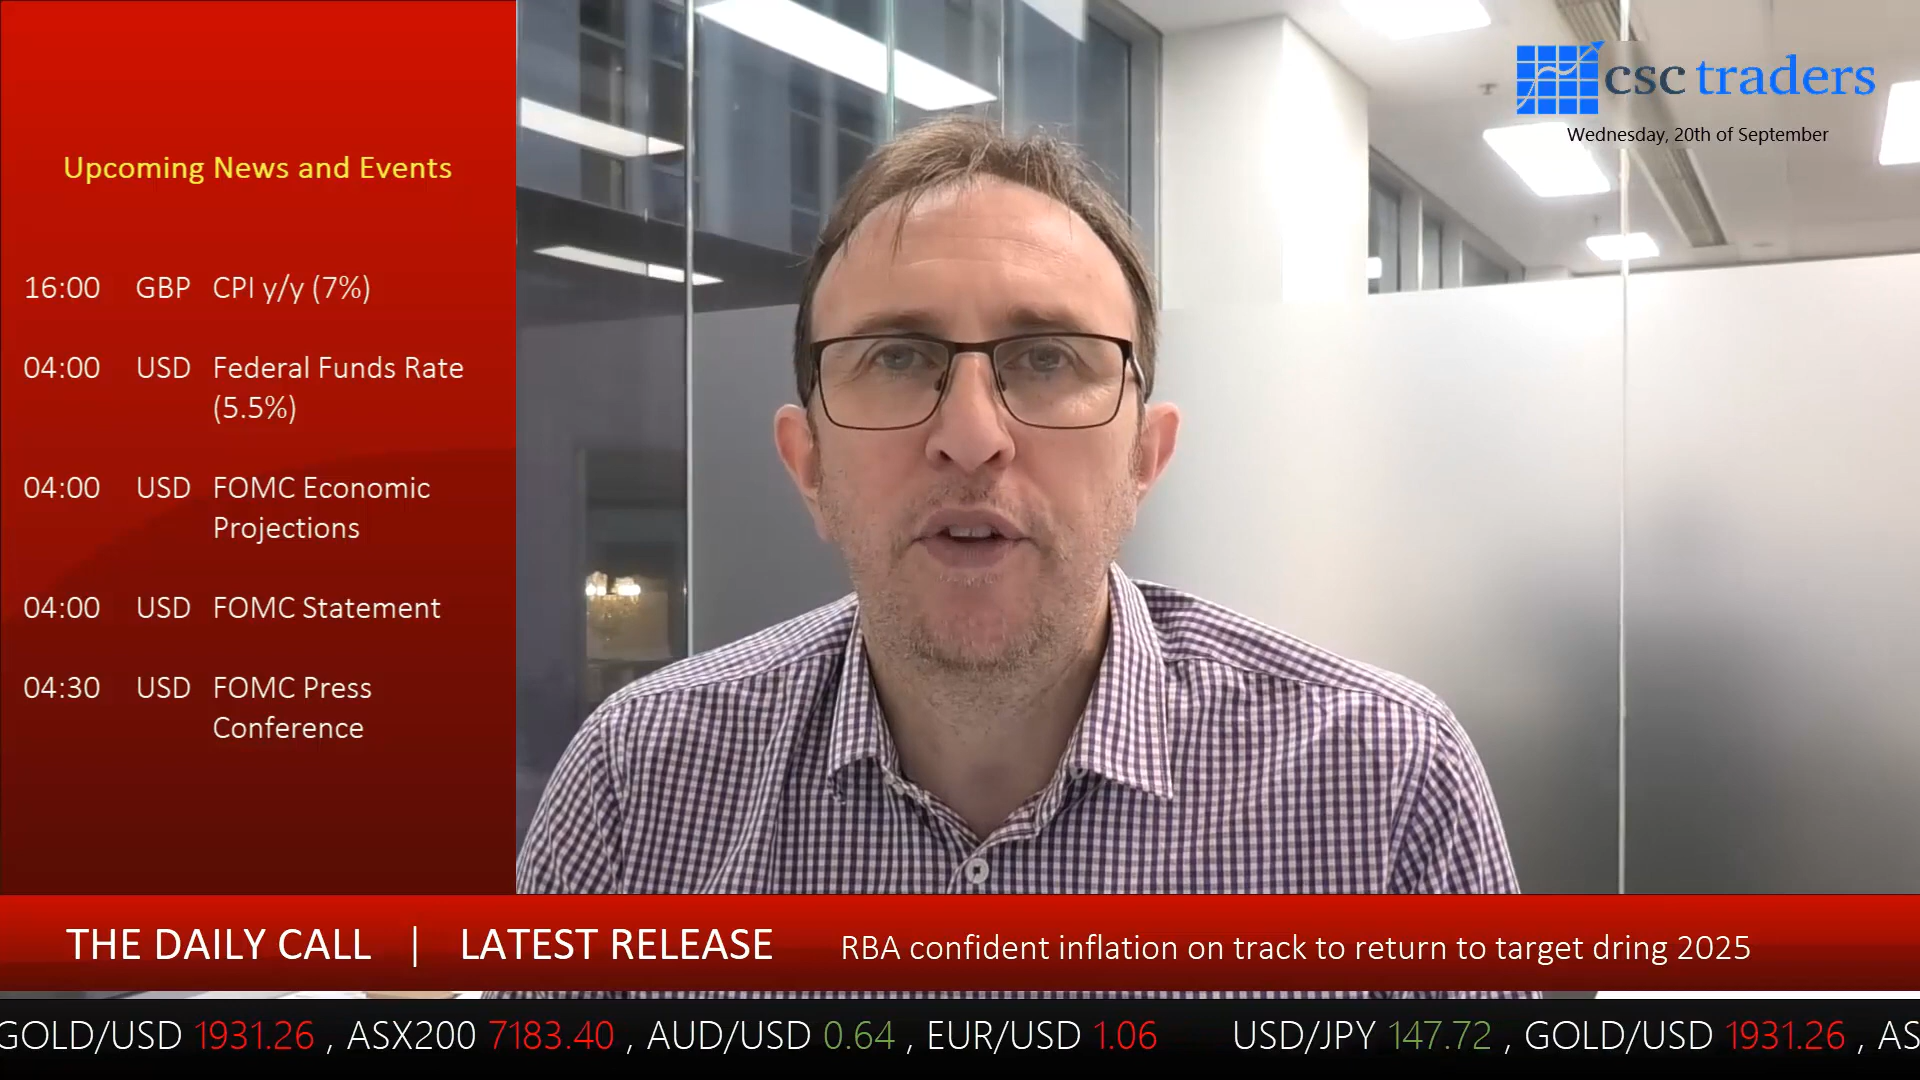 csc traders
Wednesday, 20th of September
Upcoming News and Events
16:00 GBP CPI y/y (7%)
04:00 USD Federal Funds Rate
(5.5%)
04:00 USD FOMC Economic
Projections
04:00 USD FOMC Statement
04:30 USD FOMC Press
Conference
THE DAILY CALL | LATEST RELEASE RBA confident inflation on track to return to target dring 2025
GOLD/USD 1931.26 , ASX200 7183.40 , AUD/USD 0.64 , EUR/USD 1.06 USD/JPY 147.72 , GOLD/USD 1931.26 , AS